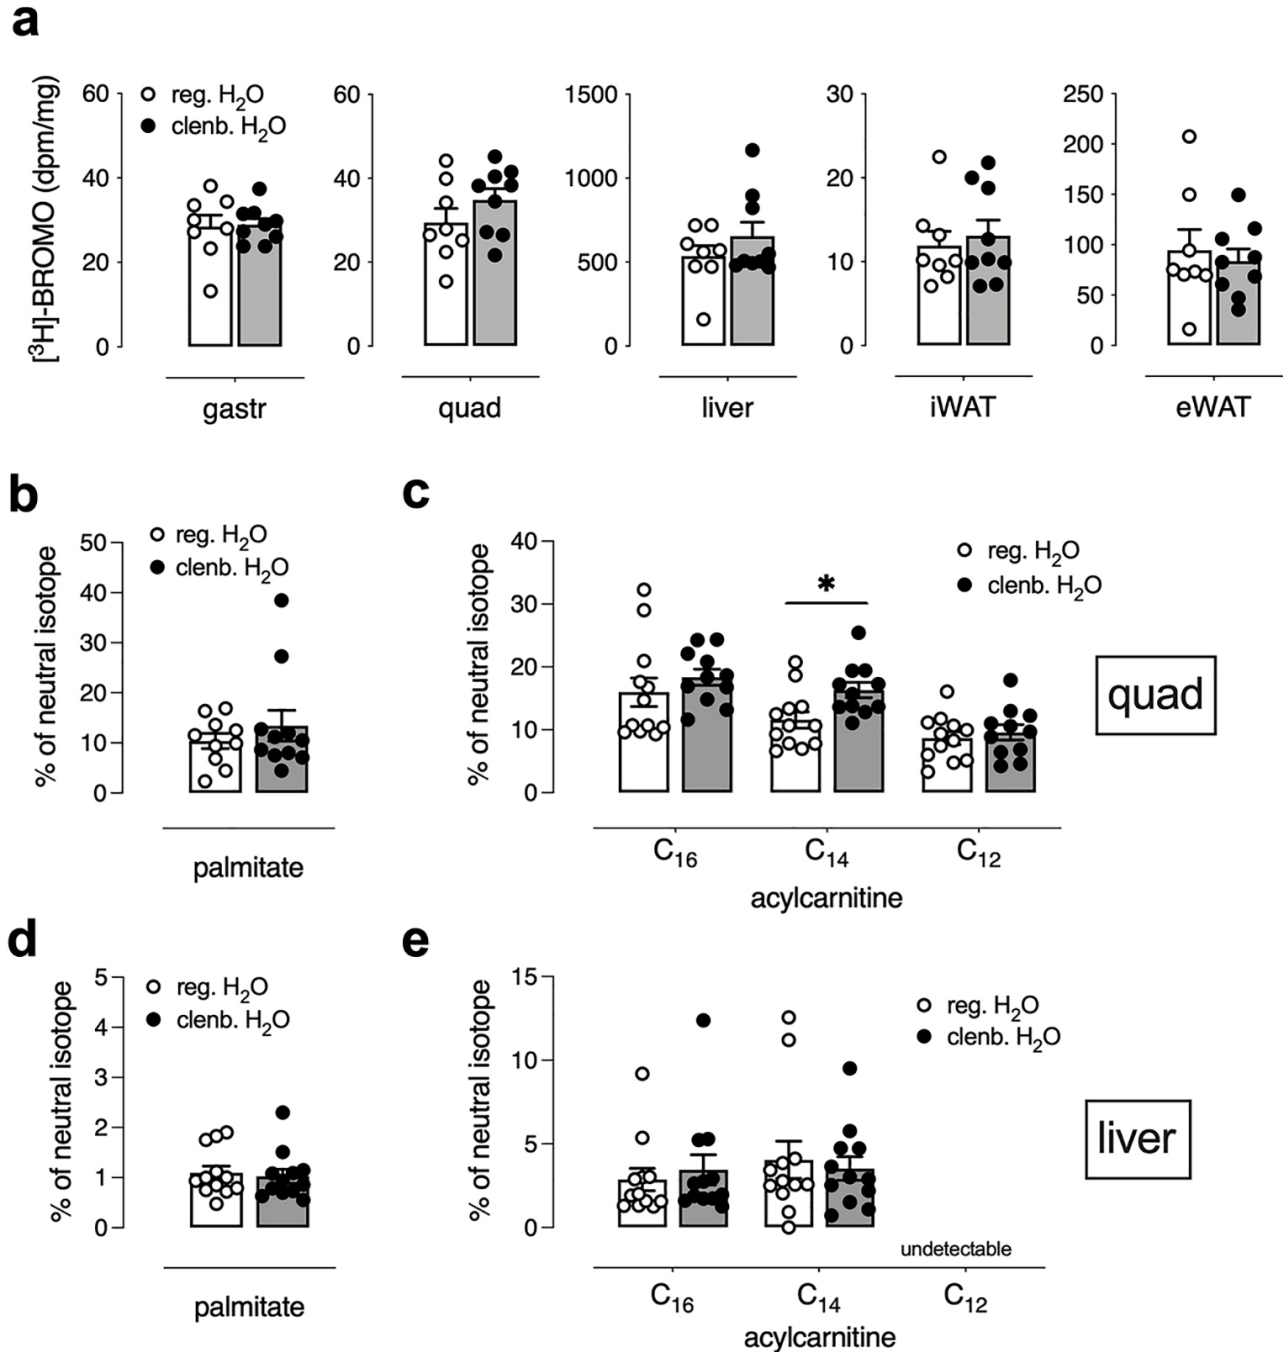 a
[³H]-BROMO (dpm/mg)
reg. H₂O
clenb. H₂O
60
40
20
0
gastr
60
40
20
0
quad
1500
1000
500
0
liver
30
20
10
0
iWAT
250
200
150
100
50
0
eWAT
b
% of neutral isotope
reg. H₂O
clenb. H₂O
50
40
30
20
10
0
palmitate
c
% of neutral isotope
40
30
20
10
0
*
reg. H₂O
clenb. H₂O
C₁₆ C₁₄ C₁₂
acylcarnitine
quad
d
% of neutral isotope
reg. H₂O
clenb. H₂O
5
4
3
2
1
0
palmitate
e
% of neutral isotope
15
10
5
0
reg. H₂O
clenb. H₂O
undetectable
C₁₆ C₁₄ C₁₂
acylcarnitine
liver